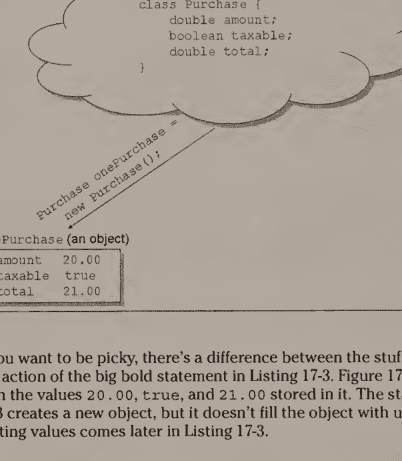 class Purchase {
double amount;
boolean taxable;
double total;
}
Purchase onePurchase =
new Purchase();
Purchase (an object)
amount 20.00
taxable true
total 21.00
ou want to be picky, there's a difference between the stuf
action of the big bold statement in Listing 17-3. Figure 17
n the values 20.00, true, and 21.00 stored in it. The st
3 creates a new object, but it doesn't fill the object with u
ting values comes later in Listing 17-3.